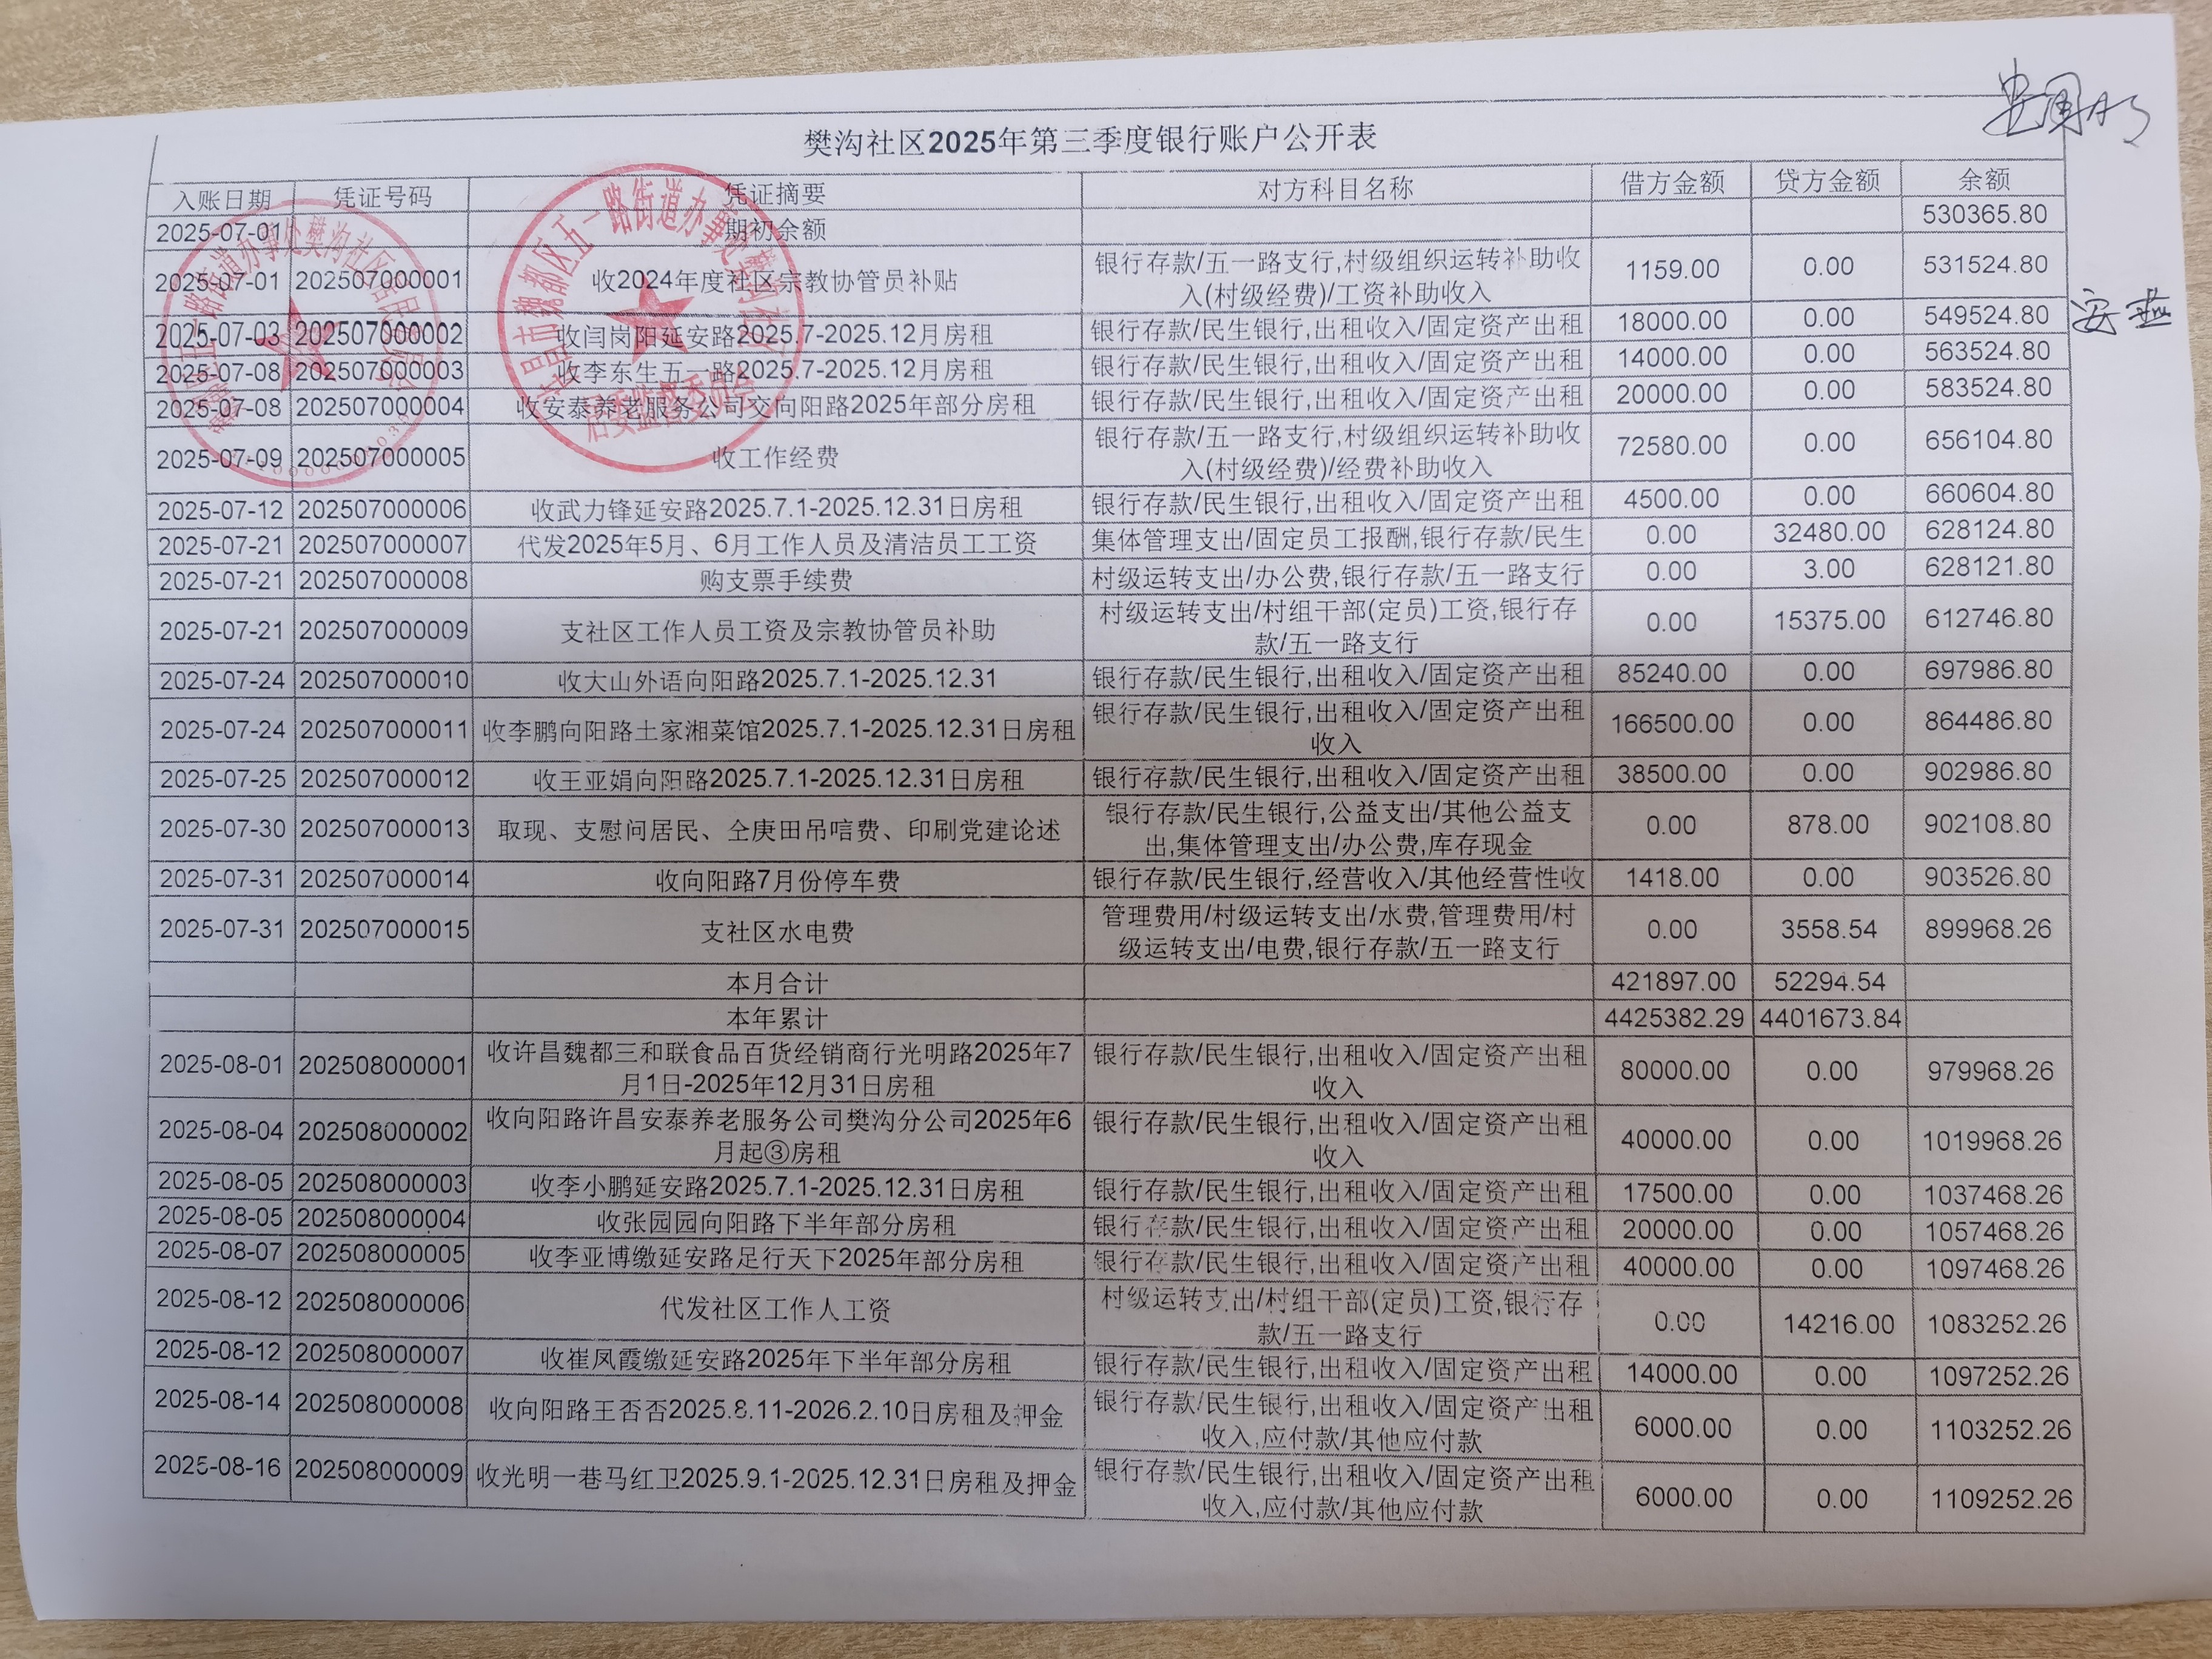 樊沟社区2025年第三季度银行账户公开表
入账日期 凭证号码 凭证摘要 对方科目名称 借方金额 贷方金额 余额
2025-07-01 期初余额 530365.80
2025-07-01 202507000001 收2024年度社区宗教协管员补贴 银行存款/五一路支行,村级组织运转补助收 1159.00 0.00 531524.80
入(村级经费)/工资补助收入
2025-07-03 202507000002 收闫岗阳延安路2025.7-2025.12月房租 银行存款/民生银行,出租收入/固定资产出租 18000.00 0.00 549524.80
安燕
2025-07-08 202507000003 收李东生五一路2025.7-2025.12月房租 银行存款/民生银行,出租收入/固定资产出租 14000.00 0.00 563524.80
2025-07-08 202507000004 收安泰养老服务公司交向阳路2025年部分房租 银行存款/民生银行,出租收入/固定资产出租 20000.00 0.00 583524.80
2025-07-09 202507000005 收工作经费 银行存款/五一路支行,村级组织运转补助收 72580.00 0.00 656104.80
入(村级经费)/经费补助收入
2025-07-12 202507000006 收武力锋延安路2025.7.1-2025.12.31日房租 银行存款/民生银行,出租收入/固定资产出租 4500.00 0.00 660604.80
2025-07-21 202507000007 代发2025年5月、6月工作人员及清洁员工工资 集体管理支出/固定员工报酬,银行存款/民生 0.00 32480.00 628124.80
2025-07-21 202507000008 购支票手续费 村级运转支出/办公费,银行存款/五一路支行 0.00 3.00 628121.80
2025-07-21 202507000009 支社区工作人员工资及宗教协管员补助 村级运转支出/村组干部(定员)工资,银行存 0.00 15375.00 612746.80
款/五一路支行
2025-07-24 202507000010 收大山外语向阳路2025.7.1-2025.12.31 银行存款/民生银行,出租收入/固定资产出租 85240.00 0.00 697986.80
2025-07-24 202507000011 收李鹏向阳路土家湘菜馆2025.7.1-2025.12.31日房租 银行存款/民生银行,出租收入/固定资产出租 166500.00 0.00 864486.80
收入
2025-07-25 202507000012 收王亚娟向阳路2025.7.1-2025.12.31日房租 银行存款/民生银行,出租收入/固定资产出租 38500.00 0.00 902986.80
2025-07-30 202507000013 取现、支慰问居民、仝庚田吊唁费、印刷党建论述 银行存款/民生银行,公益支出/其他公益支 0.00 878.00 902108.80
出,集体管理支出/办公费,库存现金
2025-07-31 202507000014 收向阳路7月份停车费 银行存款/民生银行,经营收入/其他经营性收 1418.00 0.00 903526.80
2025-07-31 202507000015 支社区水电费 管理费用/村级运转支出/水费,管理费用/村 0.00 3558.54 899968.26
级运转支出/电费,银行存款/五一路支行
本月合计 421897.00 52294.54
本年累计 4425382.29 4401673.84
2025-08-01 202508000001 收许昌魏都三和联食品百货经销商行光明路2025年7 银行存款/民生银行,出租收入/固定资产出租 80000.00 0.00 979968.26
月1日-2025年12月31日房租 收入
2025-08-04 202508000002 收向阳路许昌安泰养老服务公司樊沟分公司2025年6 银行存款/民生银行,出租收入/固定资产出租 40000.00 0.00 1019968.26
月起③房租 收入
2025-08-05 202508000003 收李小鹏延安路2025.7.1-2025.12.31日房租 银行存款/民生银行,出租收入/固定资产出租 17500.00 0.00 1037468.26
2025-08-05 202508000004 收张园园向阳路下半年部分房租 银行存款/民生银行,出租收入/固定资产出租 20000.00 0.00 1057468.26
2025-08-07 202508000005 收李亚博缴延安路足行天下2025年部分房租 银行存款/民生银行,出租收入/固定资产出租 40000.00 0.00 1097468.26
2025-08-12 202508000006 代发社区工作人工资 村级运转支出/村组干部(定员)工资,银行存 0.00 14216.00 1083252.26
款/五一路支行
2025-08-12 202508000007 收崔凤霞缴延安路2025年下半年部分房租 银行存款/民生银行,出租收入/固定资产出租 14000.00 0.00 1097252.26
2025-08-14 202508000008 收向阳路王否否2025.8.11-2026.2.10日房租及押金 银行存款/民生银行,出租收入/固定资产出租 6000.00 0.00 1103252.26
收入,应付款/其他应付款
2025-08-16 202508000009 收光明一巷马红卫2025.9.1-2025.12.31日房租及押金 银行存款/民生银行,出租收入/固定资产出租 6000.00 0.00 1109252.26
收入,应付款/其他应付款